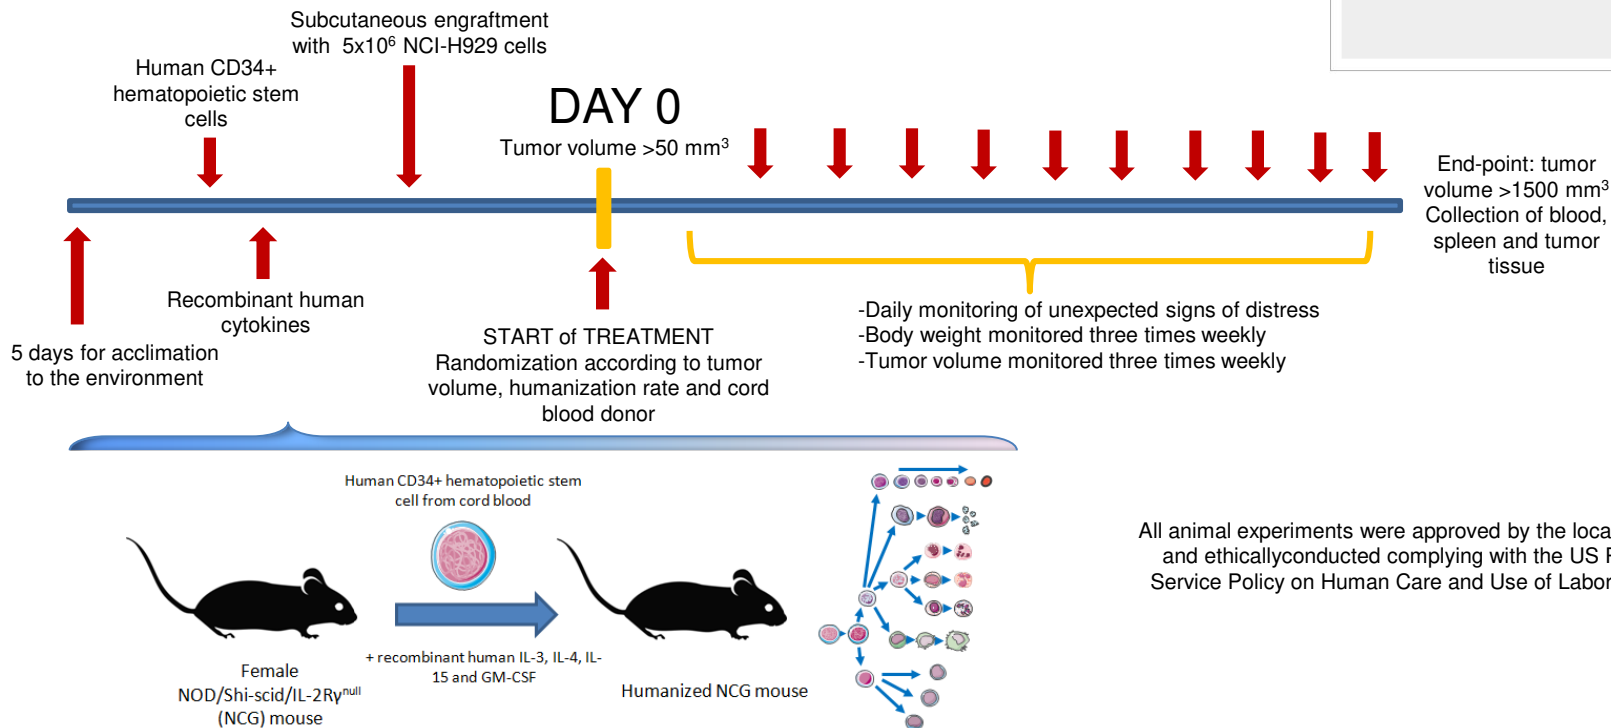 Subcutaneous engraftment
with 5x10⁶ NCI-H929 cells
Human CD34+
hematopoietic stem
cells
DAY 0
Tumor volume >50 mm³
End-point: tumor
volume >1500 mm³
Collection of blood,
spleen and tumor
tissue
Recombinant human
cytokines
5 days for acclimation
to the environment
START of TREATMENT
Randomization according to tumor
volume, humanization rate and cord
blood donor
-Daily monitoring of unexpected signs of distress
-Body weight monitored three times weekly
-Tumor volume monitored three times weekly
Human CD34+ hematopoietic stem
cell from cord blood
+ recombinant human IL-3, IL-4, IL-
15 and GM-CSF
Female
NOD/Shi-scid/IL-2Rγnull
(NCG) mouse
Humanized NCG mouse
All animal experiments were approved by the loca
and ethicallyconducted complying with the US
Service Policy on Human Care and Use of Labor